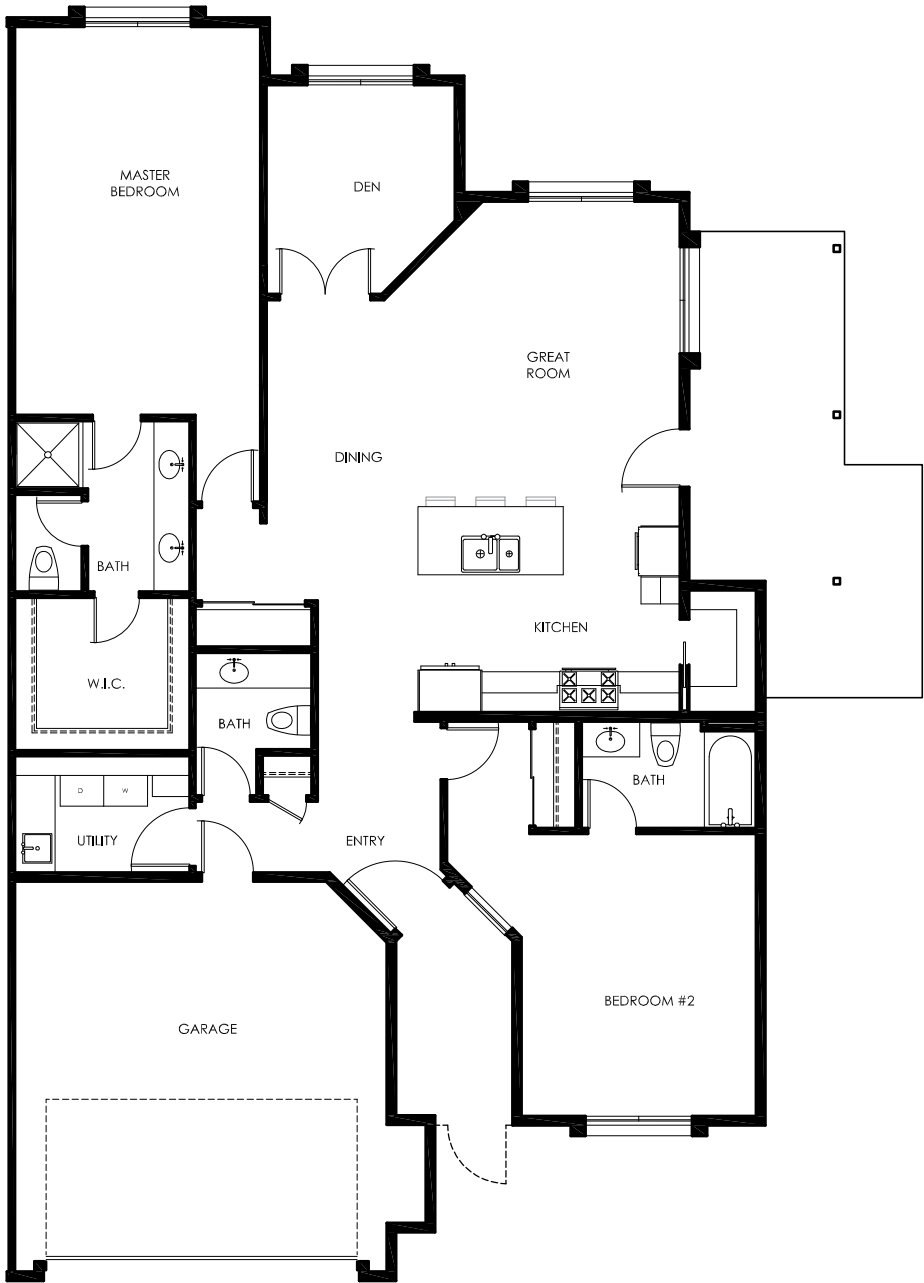 MASTER
BEDROOM
DEN
GREAT
ROOM
DINING
BATH
KITCHEN
W.I.C.
BATH
BATH
D
W
UTILITY
ENTRY
BEDROOM #2
GARAGE